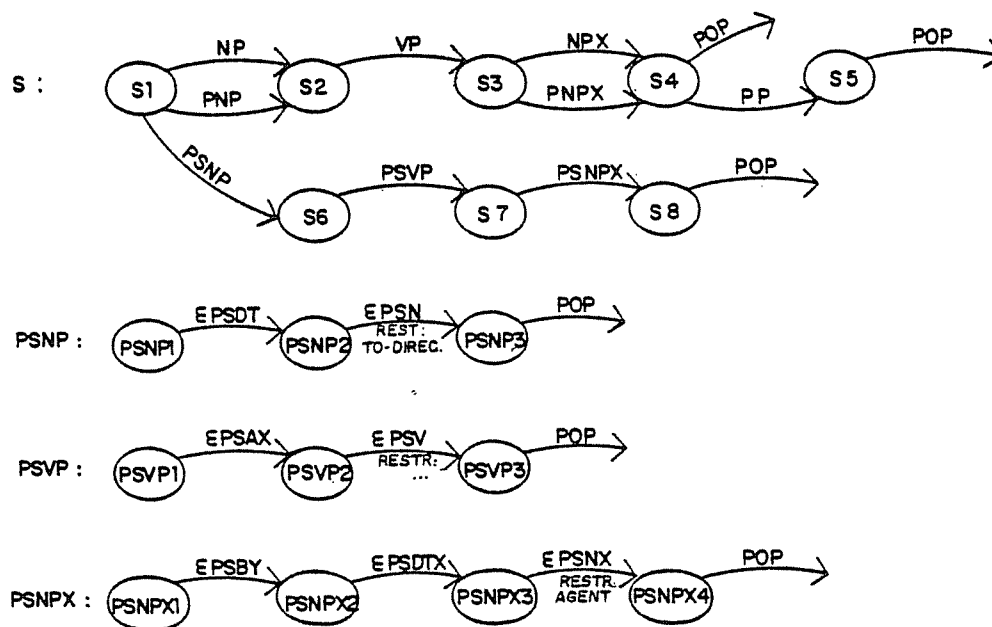 NP VP NPX POP POP
S : S1 S2 S3 S4 S5
PNP PNPX PP
PSNP PSVP PSNPX POP
S6 S7 S8
EPSDT EPSN POP
REST:
PSNP : PSNP1 PSNP2 TO-DIREC. PSNP3
EPSAX EPSV POP
RESTR:
PSVP : PSVP1 PSVP2 ... PSVP3
EPSBY EPSDTX EPSNX POP
RESTR.
PSNPX : PSNPX1 PSNPX2 PSNPX3 AGENT PSNPX4